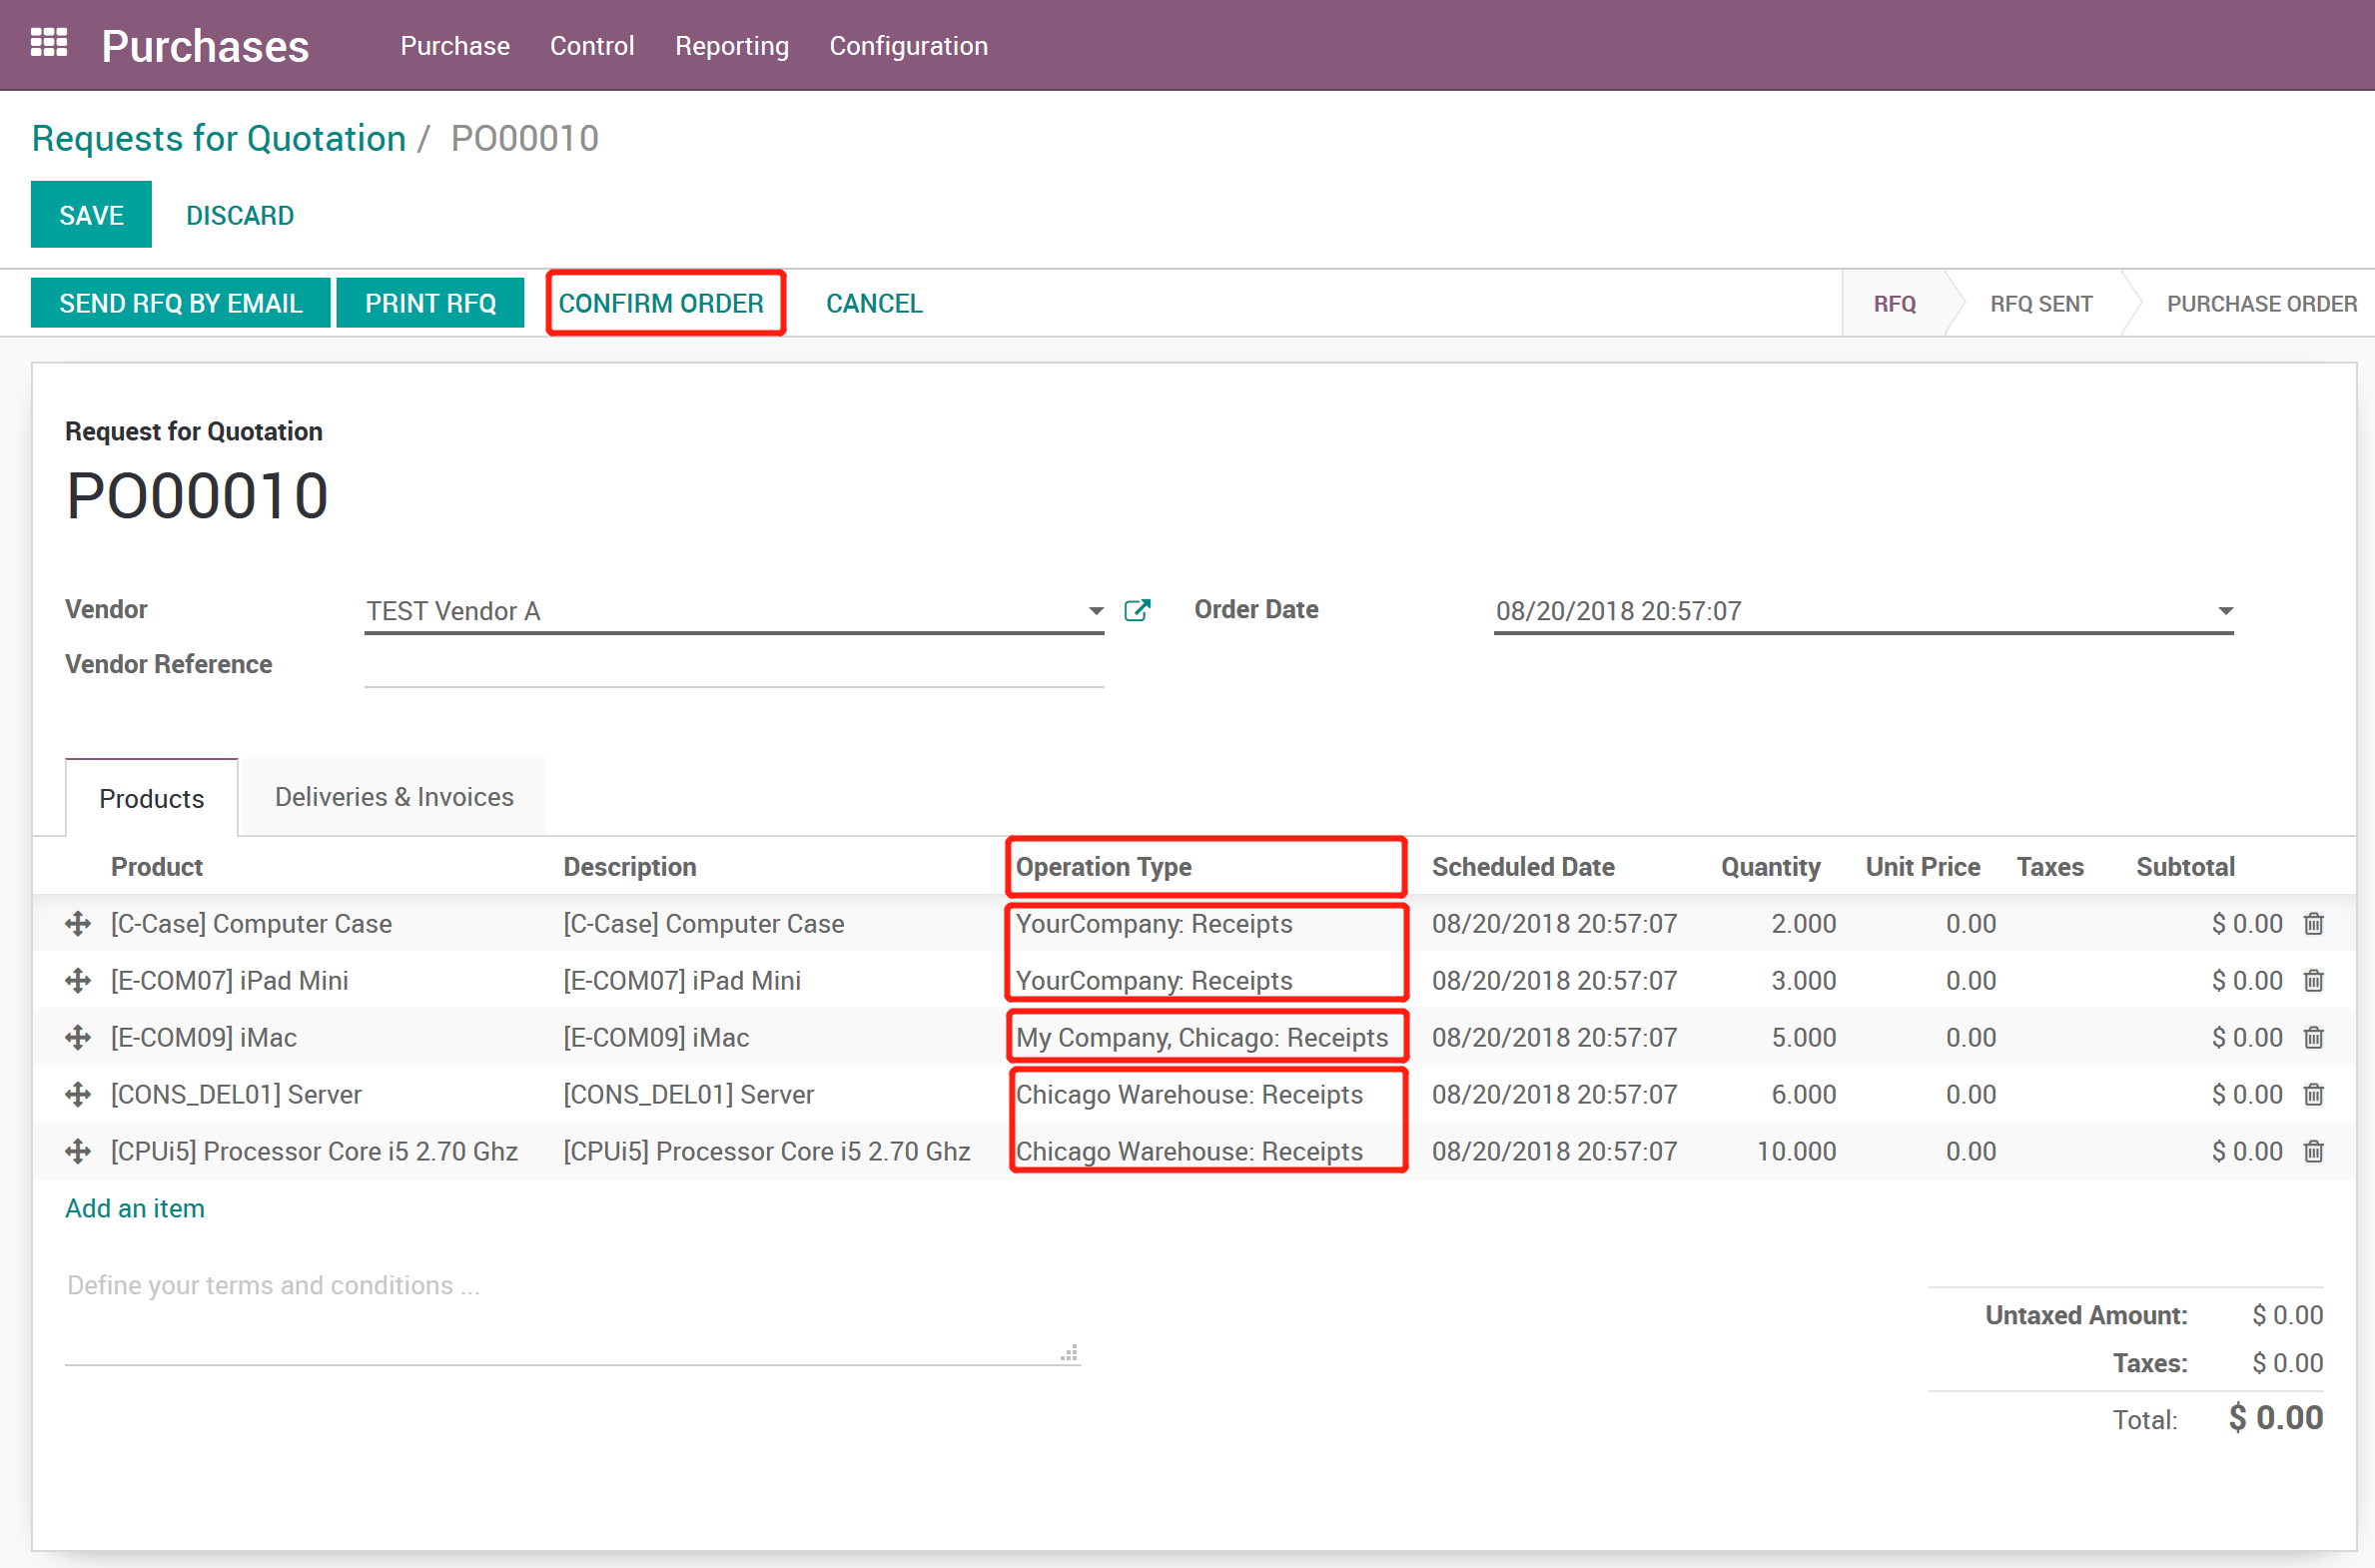 Purchases Purchase Control Reporting Configuration
Requests for Quotation / PO00010
SAVE DISCARD
SEND RFQ BY EMAIL PRINT RFQ CONFIRM ORDER CANCEL RFQ RFQ SENT PURCHASE ORDER
Request for Quotation
PO00010
Vendor TEST Vendor A Order Date 08/20/2018 20:57:07
Vendor Reference
Products Deliveries & Invoices
Product Description Operation Type Scheduled Date Quantity Unit Price Taxes Subtotal
[C-Case] Computer Case [C-Case] Computer Case YourCompany: Receipts 08/20/2018 20:57:07 2.000 0.00 $ 0.00
[E-COM07] iPad Mini [E-COM07] iPad Mini YourCompany: Receipts 08/20/2018 20:57:07 3.000 0.00 $ 0.00
[E-COM09] iMac [E-COM09] iMac My Company, Chicago: Receipts 08/20/2018 20:57:07 5.000 0.00 $ 0.00
[CONS_DEL01] Server [CONS_DEL01] Server Chicago Warehouse: Receipts 08/20/2018 20:57:07 6.000 0.00 $ 0.00
[CPUi5] Processor Core i5 2.70 Ghz [CPUi5] Processor Core i5 2.70 Ghz Chicago Warehouse: Receipts 08/20/2018 20:57:07 10.000 0.00 $ 0.00
Add an item
Define your terms and conditions ...
Untaxed Amount: $ 0.00
Taxes: $ 0.00
Total: $ 0.00